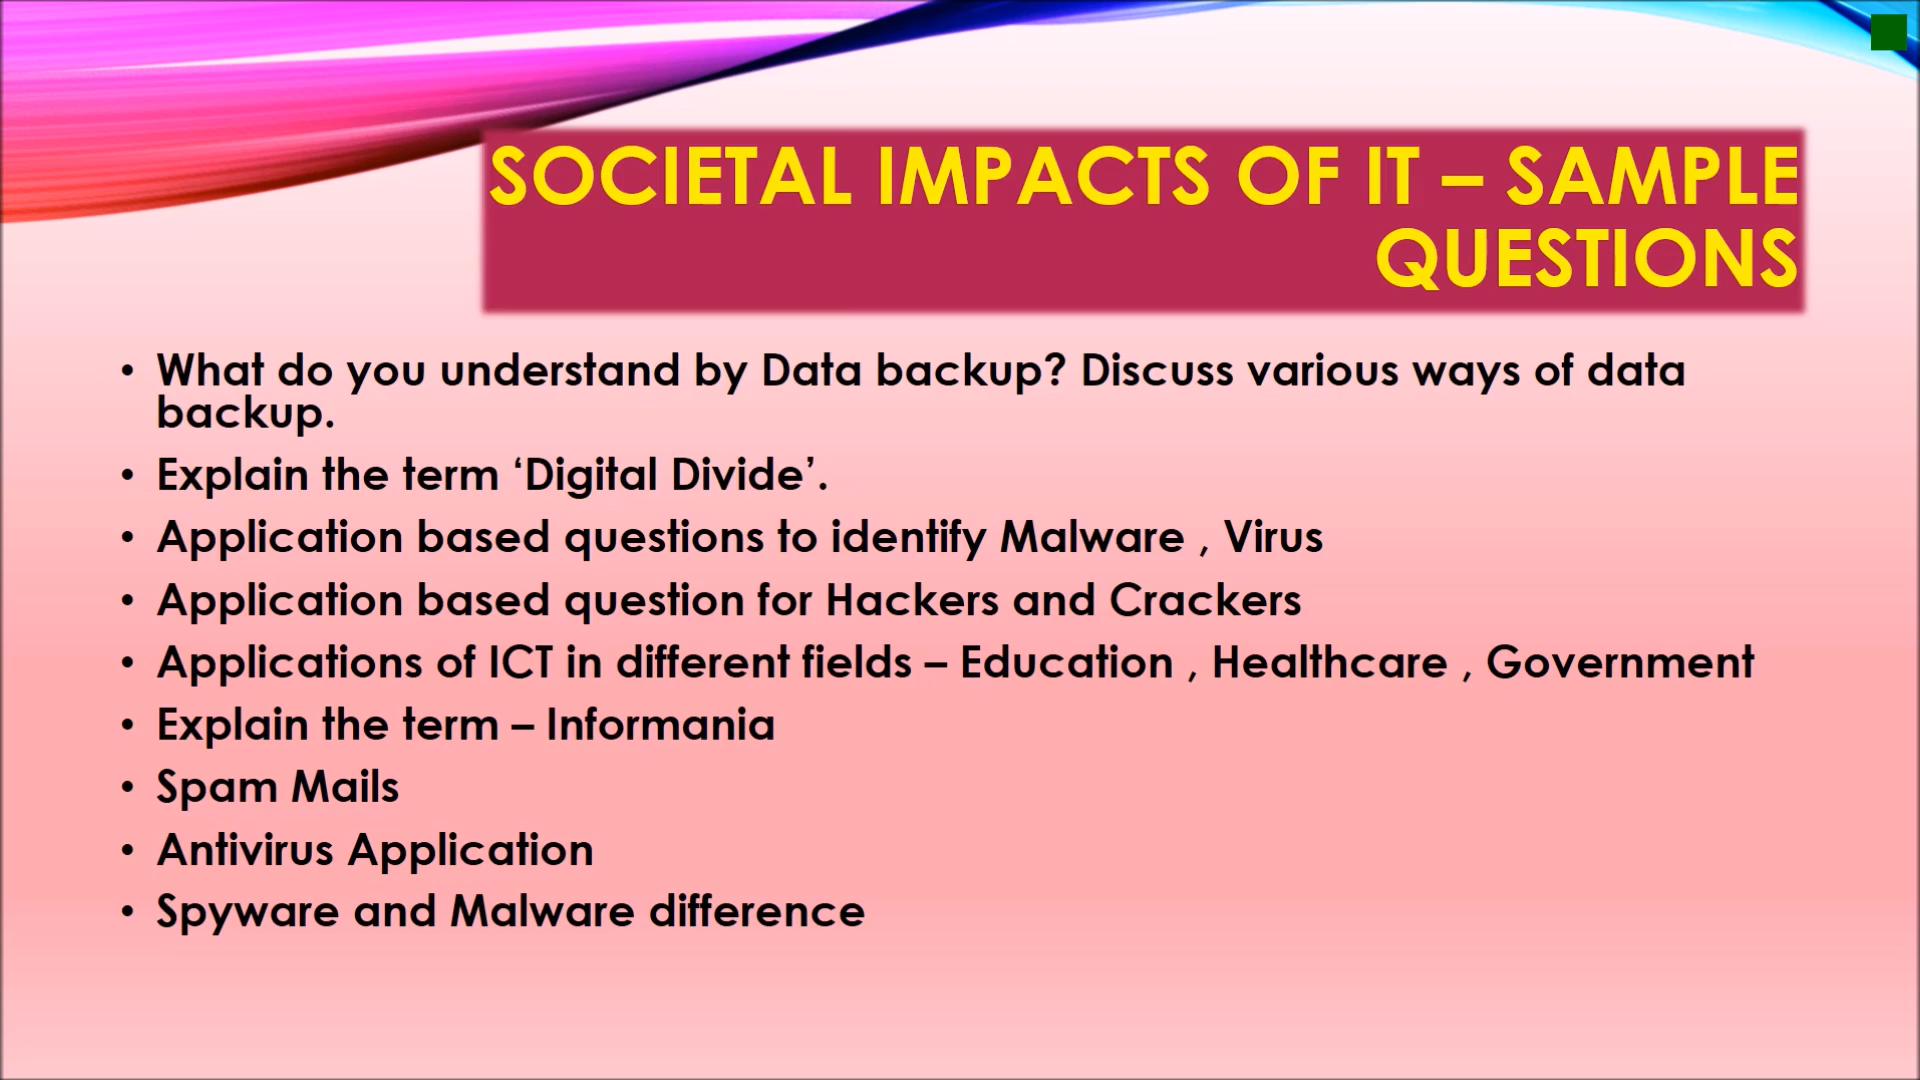 SOCIETAL IMPACTS OF IT – SAMPLE
QUESTIONS
• What do you understand by Data backup? Discuss various ways of data
backup.
• Explain the term ‘Digital Divide’.
• Application based questions to identify Malware , Virus
• Application based question for Hackers and Crackers
• Applications of ICT in different fields – Education , Healthcare , Government
• Explain the term – Informania
• Spam Mails
• Antivirus Application
• Spyware and Malware difference